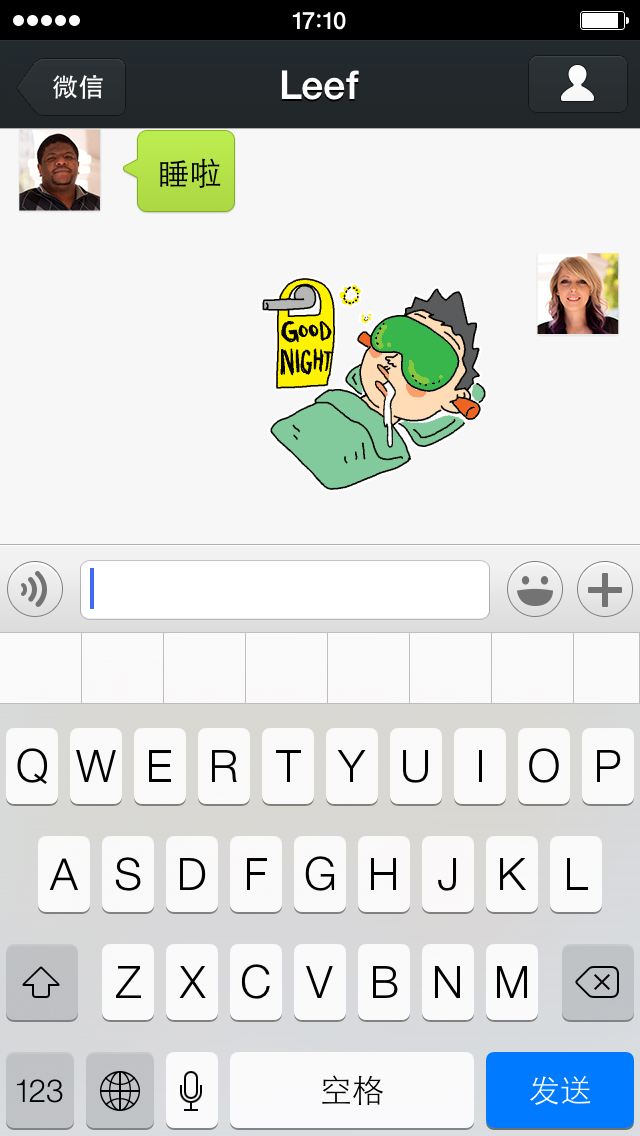 17:10
微信
Leef
睡啦
GOOD
NIGHT
Q W E R T Y U I O P
A S D F G H J K L
Z X C V B N M
123 空格 发送